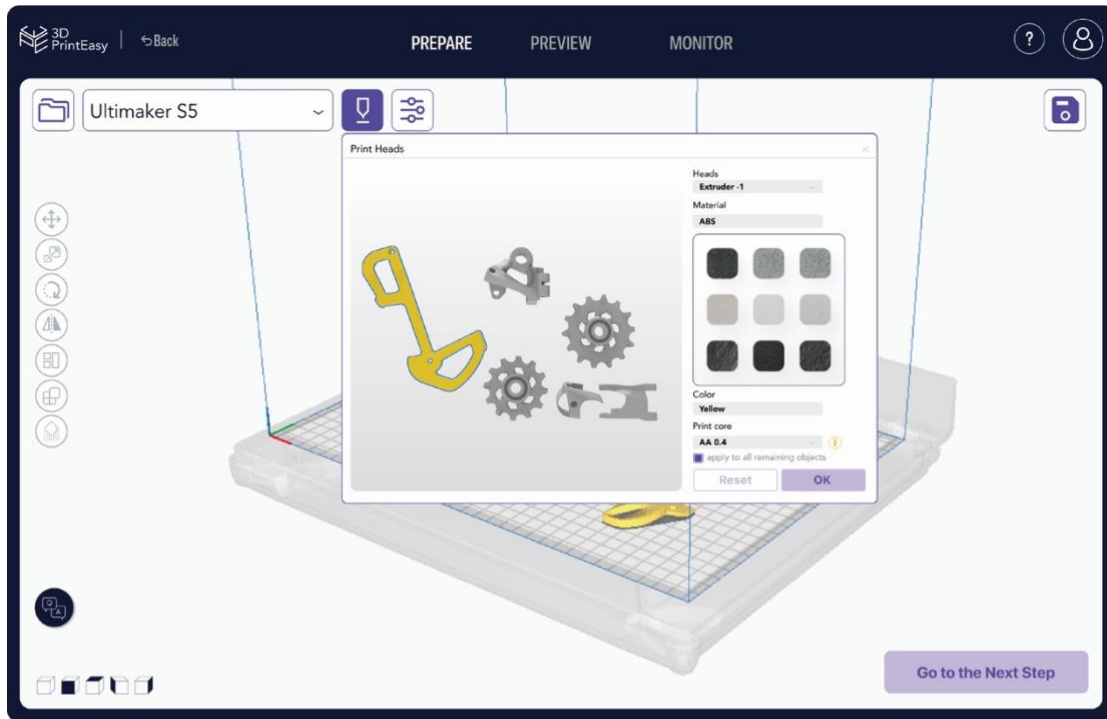 3D
PrintEasy
Back
PREPARE
PREVIEW
MONITOR
?
Ultimaker S5
Print Heads
Heads
Extruder -1
Material
ABS
Color
Yellow
Print core
AA 0.4
apply to all remaining objects
Reset
OK
Q
A
Go to the Next Step